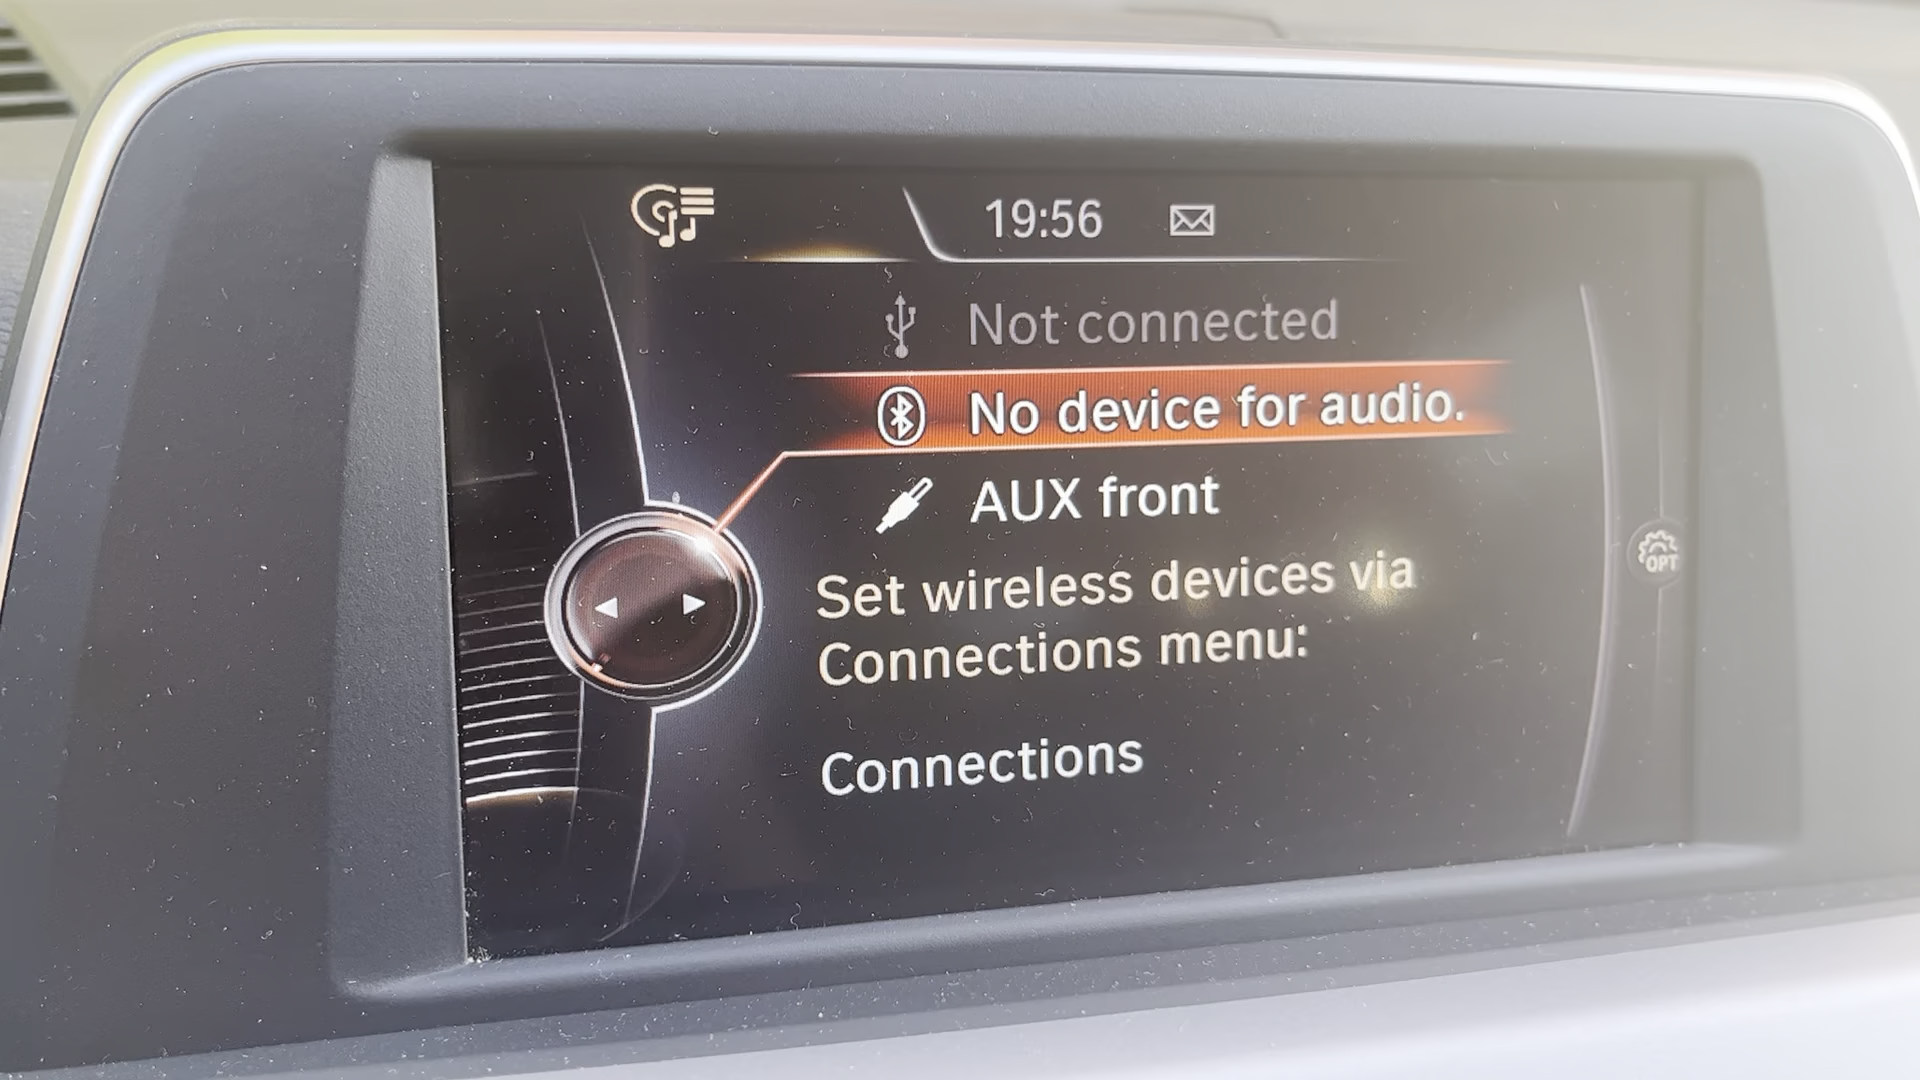 19:56
Not connected
No device for audio.
AUX front
Set wireless devices via
Connections menu:
Connections
OPT